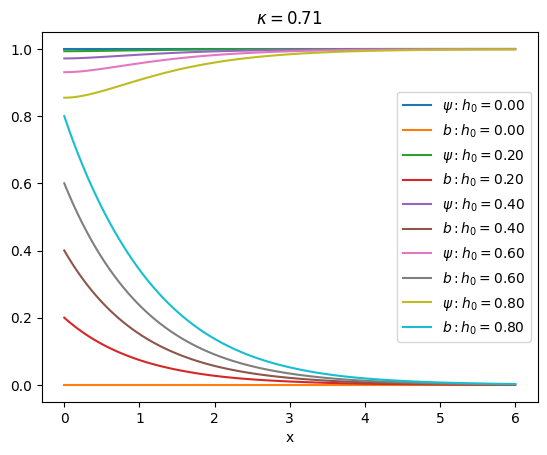 κ = 0.71
1.0
0.8
0.6
0.4
0.2
0.0
ψ: h₀ = 0.00
b: h₀ = 0.00
ψ: h₀ = 0.20
b: h₀ = 0.20
ψ: h₀ = 0.40
b: h₀ = 0.40
ψ: h₀ = 0.60
b: h₀ = 0.60
ψ: h₀ = 0.80
b: h₀ = 0.80
0 1 2 3 4 5 6
x